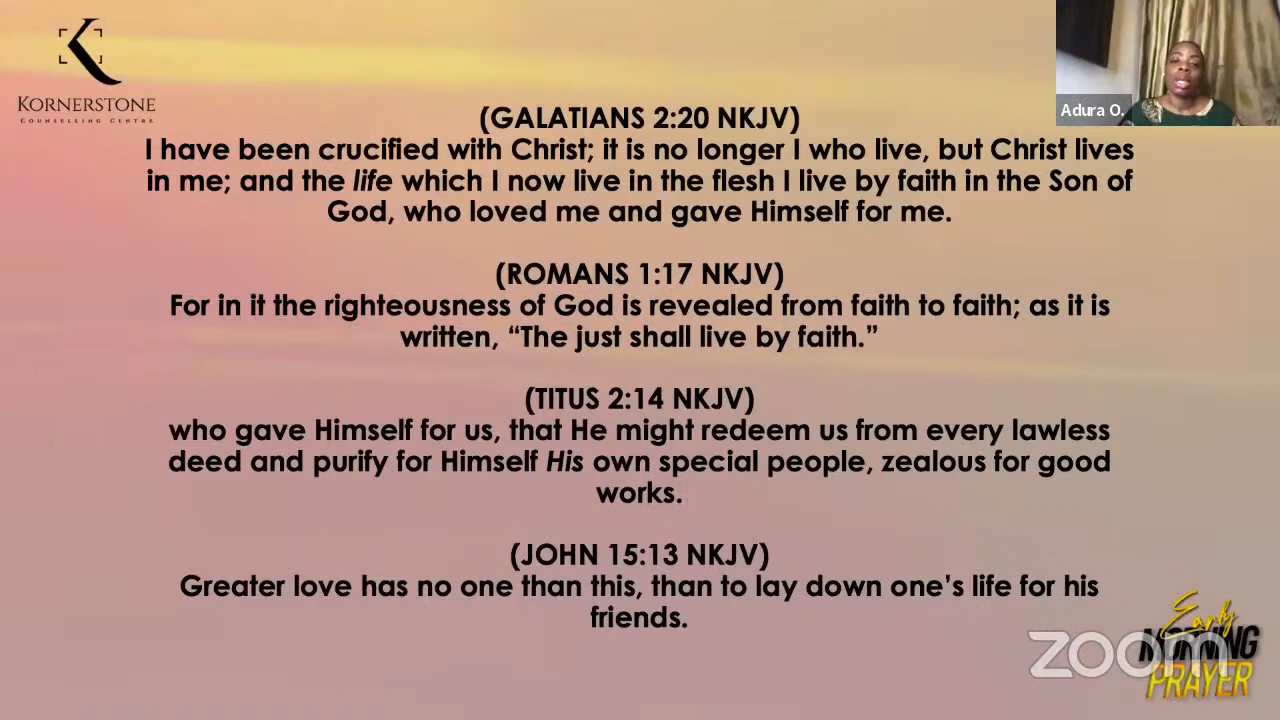 KORNERSTONE
COUNSELLING CENTRE
Adura O.
(GALATIANS 2:20 NKJV)
I have been crucified with Christ; it is no longer I who live, but Christ lives
in me; and the life which I now live in the flesh I live by faith in the Son of
God, who loved me and gave Himself for me.
(ROMANS 1:17 NKJV)
For in it the righteousness of God is revealed from faith to faith; as it is
written, “The just shall live by faith.”
(TITUS 2:14 NKJV)
who gave Himself for us, that He might redeem us from every lawless
deed and purify for Himself His own special people, zealous for good
works.
(JOHN 15:13 NKJV)
Greater love has no one than this, than to lay down one’s life for his
friends.
Early
MORNING
PRAYER
zoom